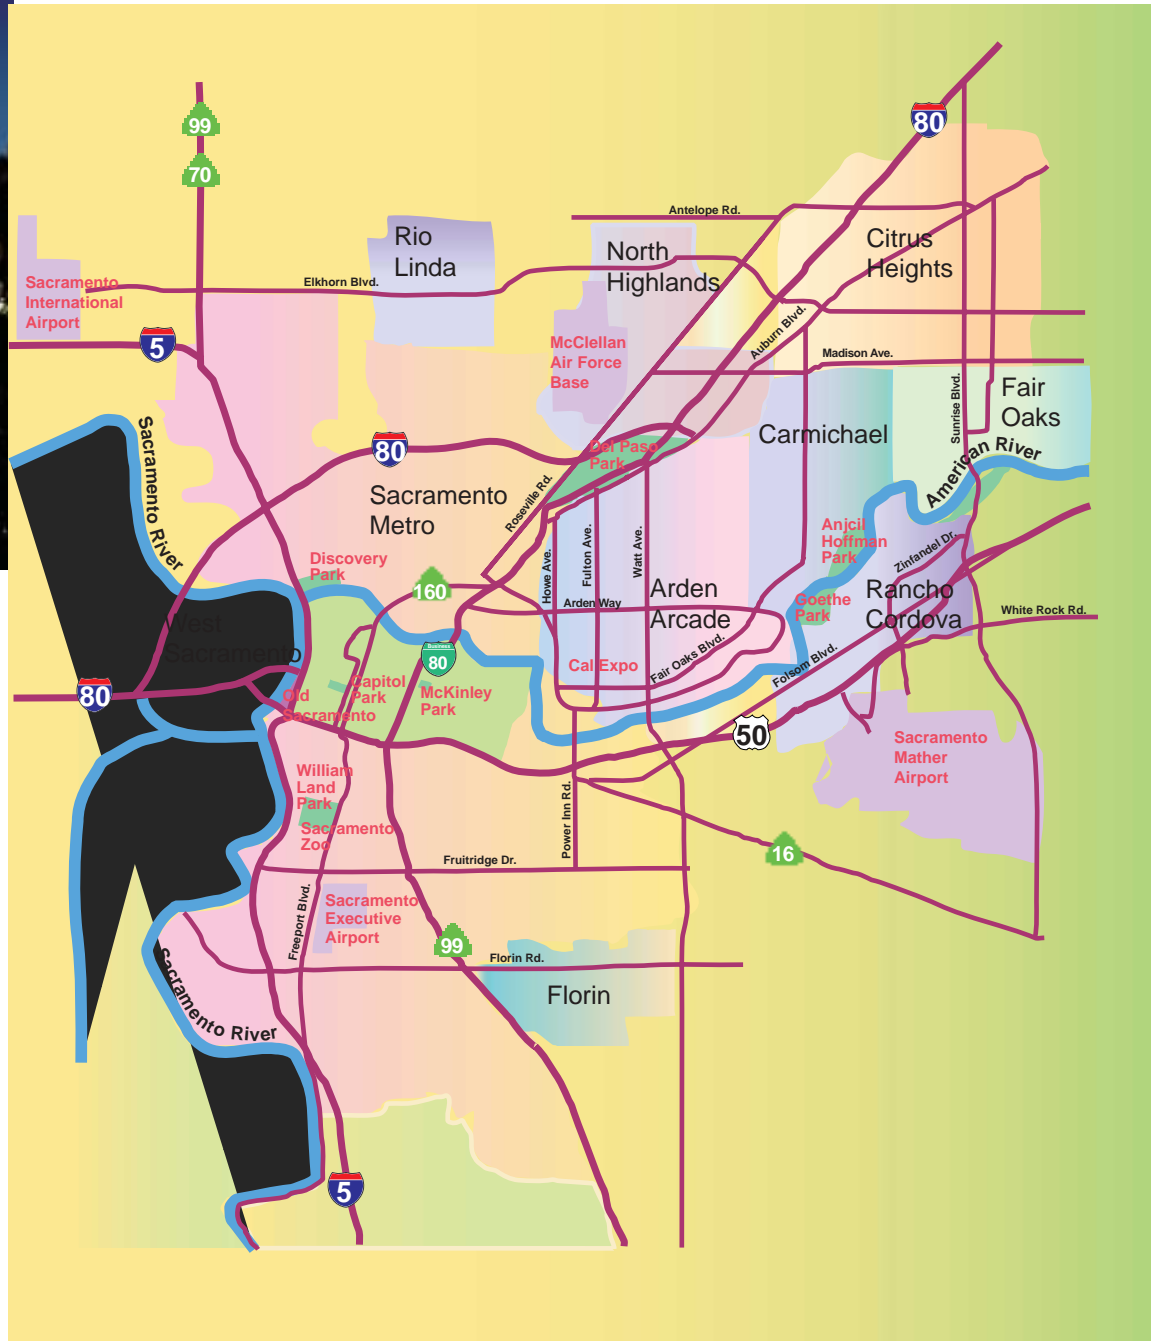 99
70
80
Antelope Rd.
Rio
Linda
North
Highlands
Citrus
Heights
Sacramento
International
Airport
Elkhorn Blvd.
5
McClellan
Air Force
Base
Auburn Blvd.
Madison Ave.
Sunrise Blvd.
Fair
Oaks
Sacramento River
80
Del Paso
Park
Carmichael
American River
Sacramento
Metro
Roseville Rd.
Howe Ave.
Fulton Ave.
Watt Ave.
Anjcil
Hoffman
Park
Zinfandel Dr.
Discovery
Park
160
Arden Way
Arden
Arcade
Goethe
Park
Rancho
Cordova
White Rock Rd.
West
Sacramento
Business
80
Cal Expo
Fair Oaks Blvd.
Folsom Blvd.
80
Old
Sacramento
Capitol
Park
McKinley
Park
50
Sacramento
Mather
Airport
William
Land
Park
Sacramento
Zoo
Power Inn Rd.
16
Fruitridge Dr.
Freeport Blvd.
Sacramento
Executive
Airport
99
Florin Rd.
Florin
Sacramento River
5